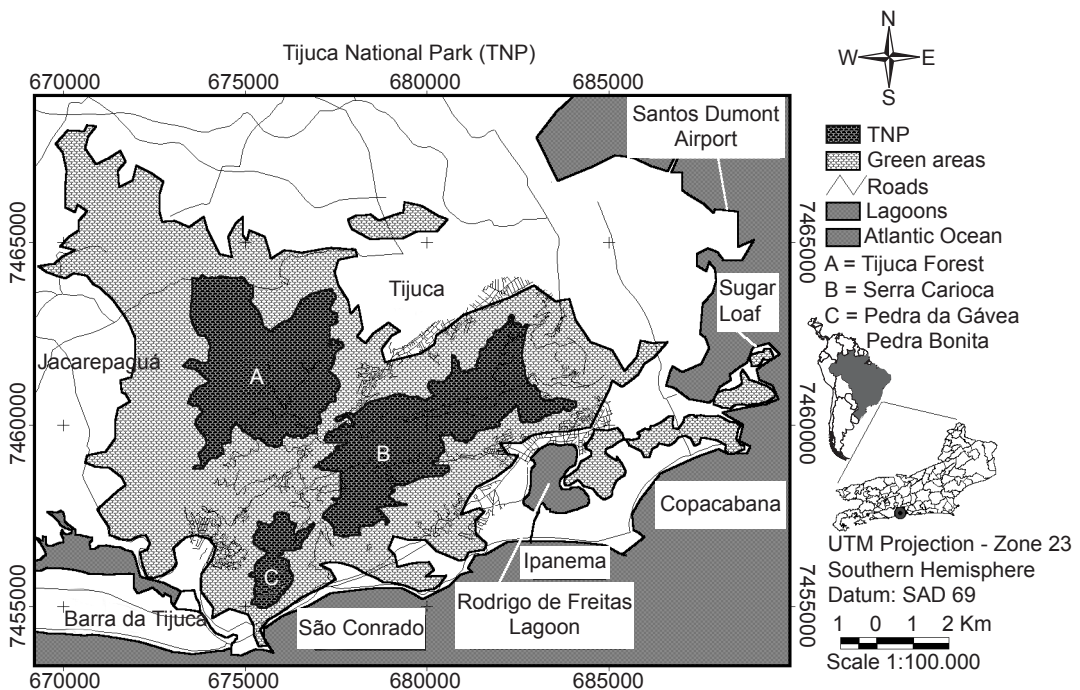 Tijuca National Park (TNP)
670000 675000 680000 685000
N
W E
S
Santos Dumont
Airport
TNP
Green areas
Roads
Lagoons
Atlantic Ocean
A = Tijuca Forest
B = Serra Carioca
C = Pedra da Gávea
Pedra Bonita
7465000 7465000
Tijuca
Sugar
Loaf
Jacarepaguá
A
7460000 7460000
B
Copacabana
Ipanema
C
Rodrigo de Freitas
Lagoon
7455000 7455000
Barra da Tijuca
São Conrado
670000 675000 680000 685000
UTM Projection - Zone 23
Southern Hemisphere
Datum: SAD 69
1 0 1 2 Km
Scale 1:100.000